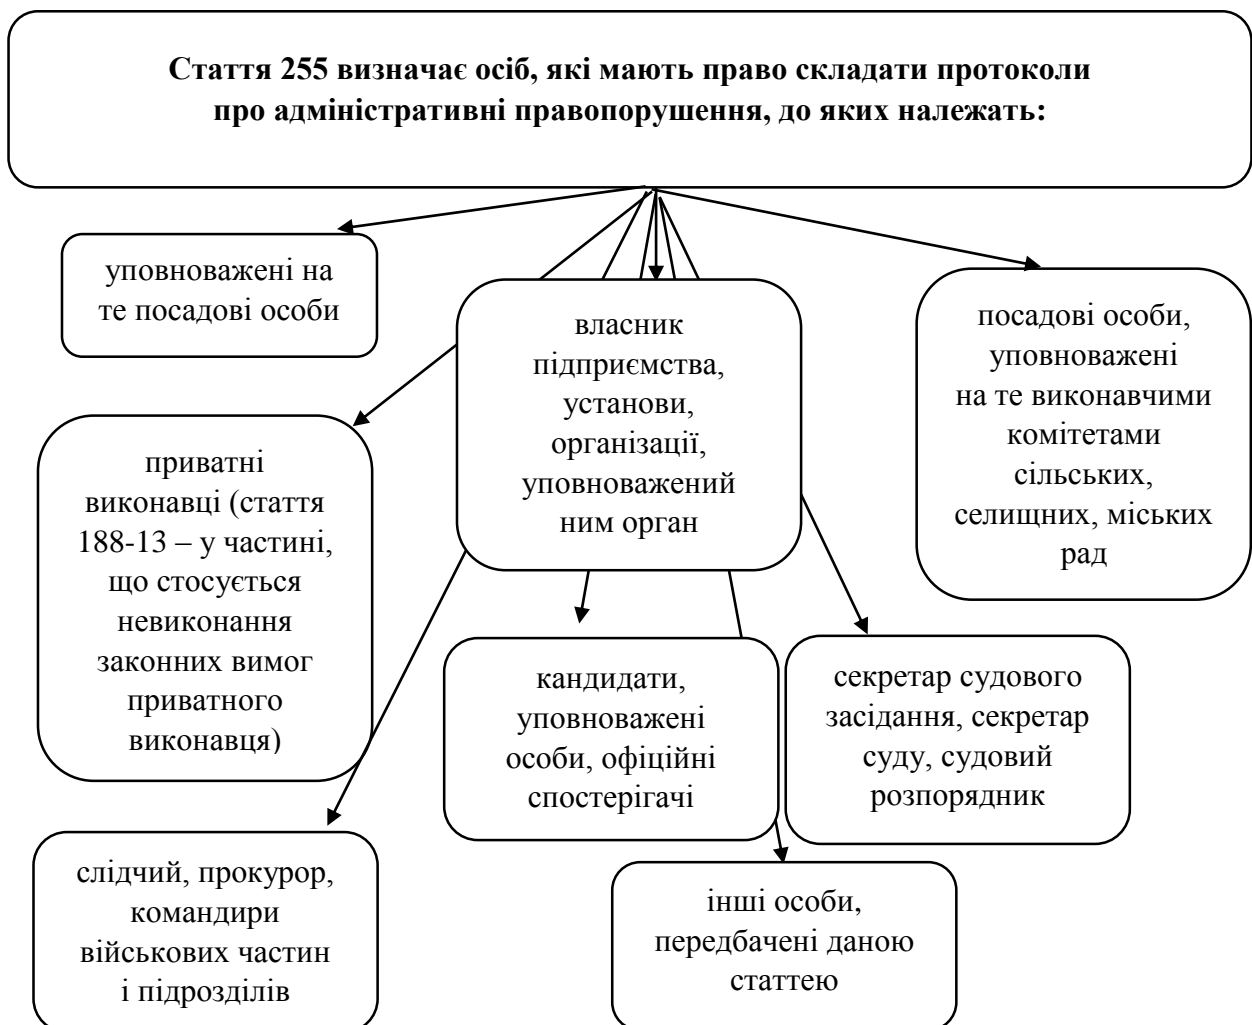 Стаття 255 визначає осіб, які мають право складати протоколи
про адміністративні правопорушення, до яких належать:
уповноважені на
те посадові особи
власник
підприємства,
установи,
організації,
уповноважений
ним орган
посадові особи,
уповноважені
на те виконавчими
комітетами
сільських,
селищних, міських
рад
приватні
виконавці (стаття
188-13 – у частині,
що стосується
невиконання
законних вимог
приватного
виконавця)
кандидати,
уповноважені
особи, офіційні
спостерігачі
секретар судового
засідання, секретар
суду, судовий
розпорядник
слідчий, прокурор,
командири
військових частин
і підрозділів
інші особи,
передбачені даною
статтею